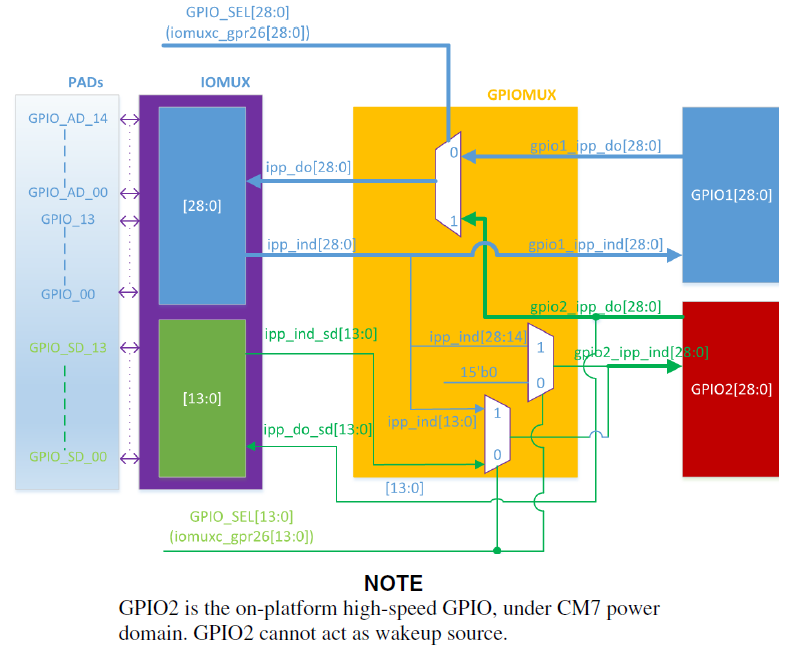 GPIO_SEL[28:0]
(iomuxc_gpr26[28:0])
PADs
IOMUX
GPIOMUX
GPIO_AD_14
GPIO_AD_00
GPIO_13
GPIO_00
GPIO_SD_13
GPIO_SD_00
[28:0]
[13:0]
ipp_do[28:0]
ipp_ind[28:0]
ipp_ind_sd[13:0]
ipp_do_sd[13:0]
0
1
gpio1_ipp_do[28:0]
gpio1_ipp_ind[28:0]
GPIO1[28:0]
gpio2_ipp_do[28:0]
ipp_ind[28:14]
1
gpio2_ipp_ind[28:0]
15'b0
0
GPIO2[28:0]
ipp_ind[13:0]
1
0
[13:0]
GPIO_SEL[13:0]
(iomuxc_gpr26[13:0])
NOTE
GPIO2 is the on-platform high-speed GPIO, under CM7 power
domain. GPIO2 cannot act as wakeup source.